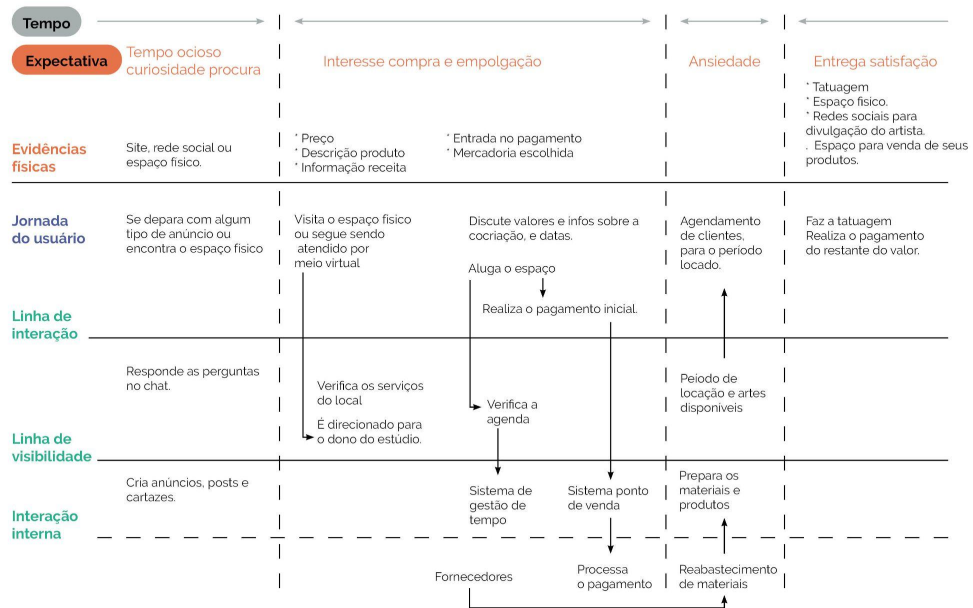 Tempo
Expectativa
Tempo ocioso
curiosidade procura
Interesse compra e empolgação
Ansiedade
Entrega satisfação
Evidências
físicas
Site, rede social ou
espaço físico.
* Preço
* Descrição produto
* Informação receita
* Entrada no pagamento
* Mercadoria escolhida
* Tatuagem
* Espaço fisico.
* Redes sociais para
divulgação do artista.
. Espaço para venda de seus
produtos.
Jornada
do usuário
Se depara com algum
tipo de anúncio ou
encontra o espaço fisico
Visita o espaço fisico
ou segue sendo
atendido por
meio virtual
Discute valores e infos sobre a
cocriação, e datas.
Aluga o espaço
Realiza o pagamento inicial.
Agendamento
de clientes,
para o período
locado.
Faz a tatuagem
Realiza o pagamento
do restante do valor.
Linha de
interação
Responde as perguntas
no chat.
Verifica os serviços
do local
É direcionado para
o dono do estúdio.
Verifica a
agenda
Peíodo de
locação e artes
disponíveis
Linha de
visibilidade
Cria anúncios, posts e
cartazes.
Sistema de
gestão de
tempo
Sistema ponto
de venda
Prepara os
materiais e
produtos
Interação
interna
Fornecedores
Processa
o pagamento
Reabastecimento
de materiais